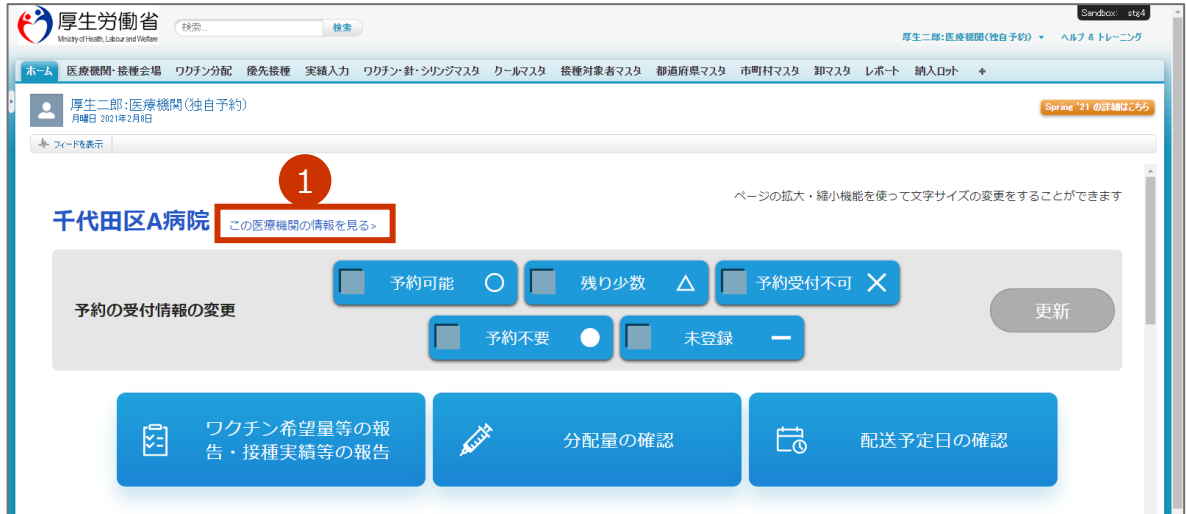 Sandbox: stg4
厚生労働省
Ministry of Health, Labour and Welfare
検索...
検索
厚生二郎:医療機関(独自予約)
ヘルプ & トレーニング
ホーム 医療機関・接種会場 ワクチン分配 優先接種 実績入力 ワクチン・針・シリンジマスタ クールマスタ 接種対象者マスタ 都道府県マスタ 市町村マスタ 卸マスタ レポート 納入ロット +
厚生二郎:医療機関(独自予約)
月曜日 2021年2月8日
Spring '21 の詳細はこちら
フィードを表示
1
ページの拡大・縮小機能を使って文字サイズの変更をすることができます
千代田区A病院 この医療機関の情報を見る>
予約の受付情報の変更
予約可能 ○
残り少数 △
予約受付不可 ×
予約不要 ●
未登録 ー
更新
ワクチン希望量等の報
告・接種実績等の報告
分配量の確認
配送予定日の確認